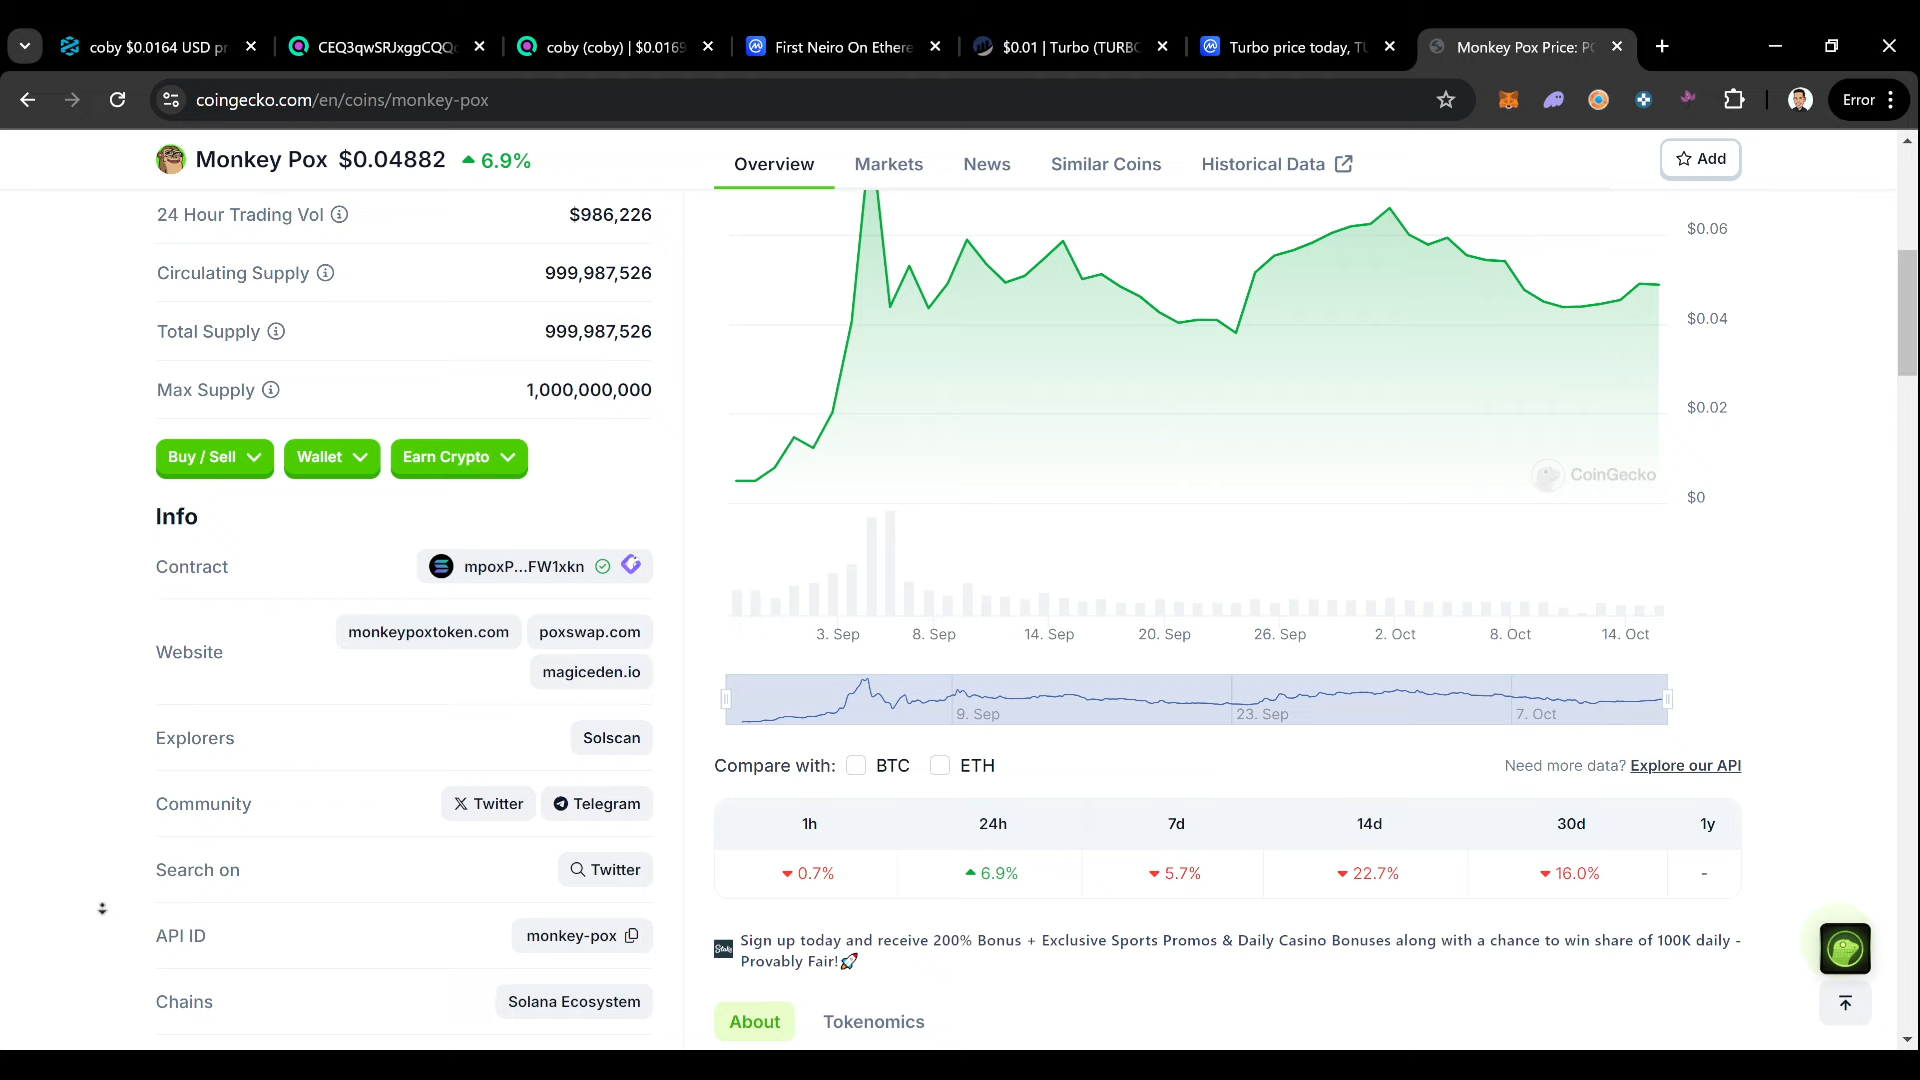 coby $0.0164 USD pr
CEQ3qwSRJxggCQQ
coby (coby) | $0.0169
First Neiro On Ethere
$0.01 | Turbo (TURBO
Turbo price today, TU
Monkey Pox Price: PO
coingecko.com/en/coins/monkey-pox
Error
Monkey Pox $0.04882 6.9%
Overview
Markets
News
Similar Coins
Historical Data
Add
24 Hour Trading Vol $986,226
Circulating Supply 999,987,526
Total Supply 999,987,526
Max Supply 1,000,000,000
Buy / Sell
Wallet
Earn Crypto
Info
Contract mpoxP...FW1xkn
Website monkeypoxtoken.com poxswap.com
magiceden.io
Explorers Solscan
Community Twitter Telegram
Search on Twitter
API ID monkey-pox
Chains Solana Ecosystem
$0.06
$0.04
$0.02
CoinGecko
$0
3. Sep 8. Sep 14. Sep 20. Sep 26. Sep 2. Oct 8. Oct 14. Oct
9. Sep 23. Sep 7. Oct
Compare with: BTC ETH
Need more data? Explore our API
1h 24h 7d 14d 30d 1y
0.7% 6.9% 5.7% 22.7% 16.0% -
Stake
Sign up today and receive 200% Bonus + Exclusive Sports Promos & Daily Casino Bonuses along with a chance to win share of 100K daily -
Provably Fair!🚀
About
Tokenomics